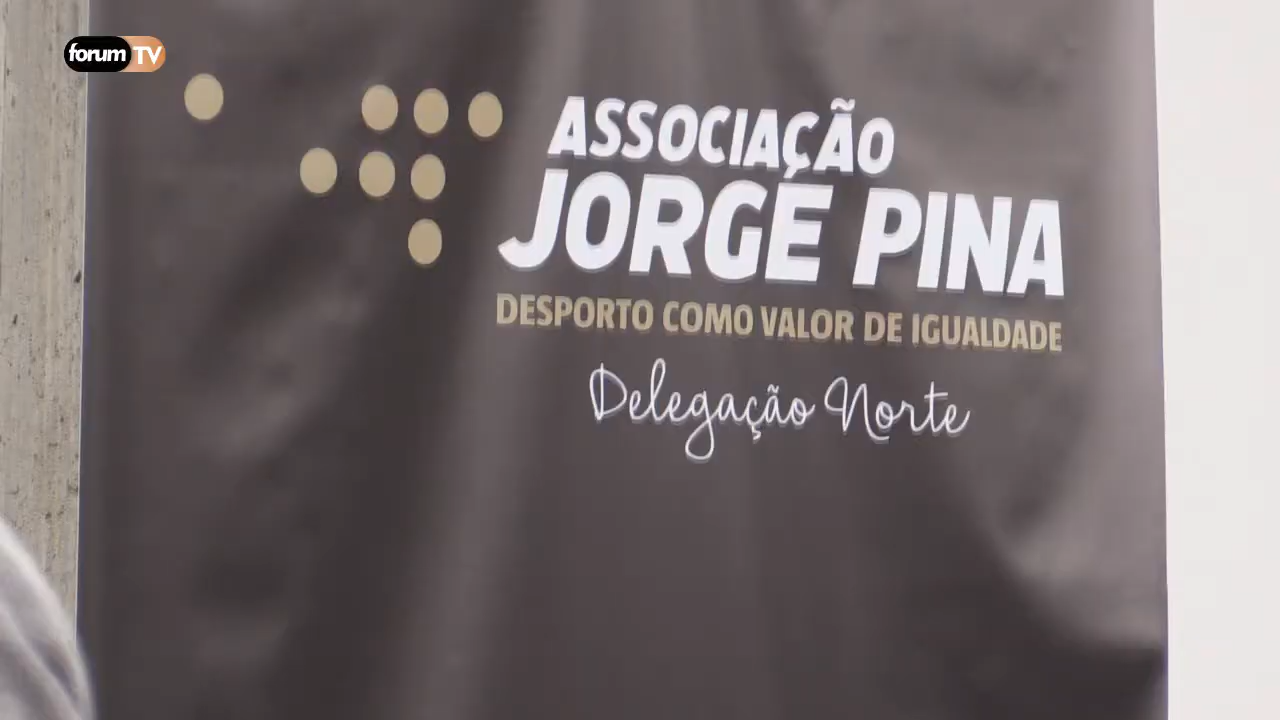 forum TV
ASSOCIAÇÃO
JORGE PINA
DESPORTO COMO VALOR DE IGUALDADE
Delegação Norte